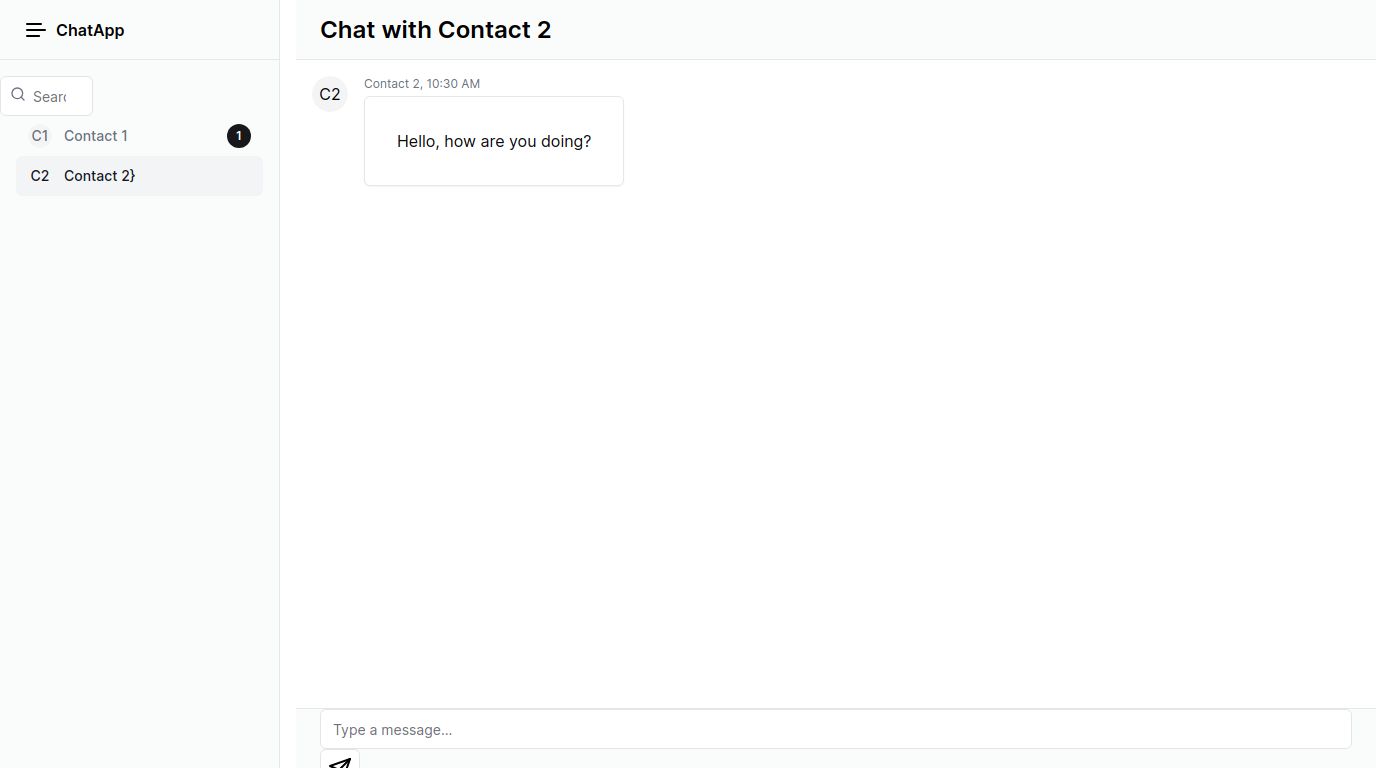 ChatApp
Chat with Contact 2
Sear
C1 Contact 1 1
C2 Contact 2}
C2 Contact 2, 10:30 AM
Hello, how are you doing?
Type a message...